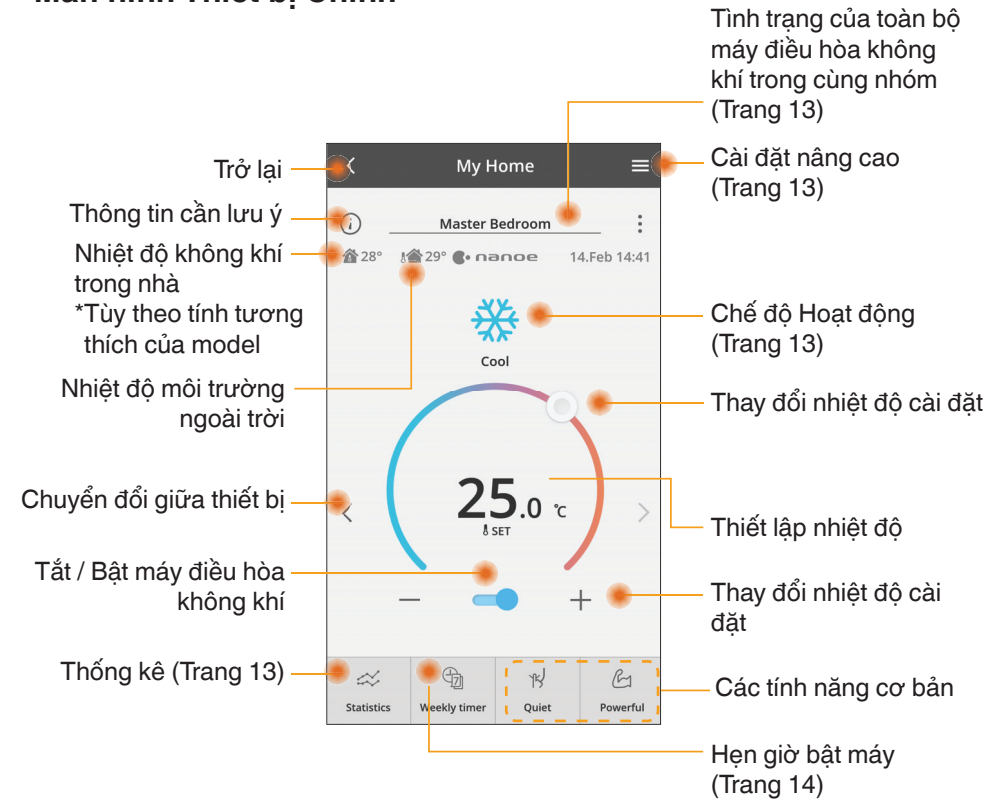 Màn hình Thiết bị Chính
Tình trạng của toàn bộ
máy điều hòa không
khí trong cùng nhóm
(Trang 13)
Trở lại
My Home
Cài đặt nâng cao
(Trang 13)
Thông tin cần lưu ý
Master Bedroom
Nhiệt độ không khí
trong nhà
*Tùy theo tính tương
thích của model
28°
29°
nanoe
14.Feb 14:41
Chế độ Hoạt động
(Trang 13)
Cool
Nhiệt độ môi trường
ngoài trời
Thay đổi nhiệt độ cài đặt
Chuyển đổi giữa thiết bị
25.0 °C
SET
Thiết lập nhiệt độ
Tắt / Bật máy điều hòa
không khí
Thay đổi nhiệt độ cài
đặt
Thống kê (Trang 13)
7
Statistics
Weekly timer
Quiet
Powerful
Các tính năng cơ bản
Hẹn giờ bật máy
(Trang 14)